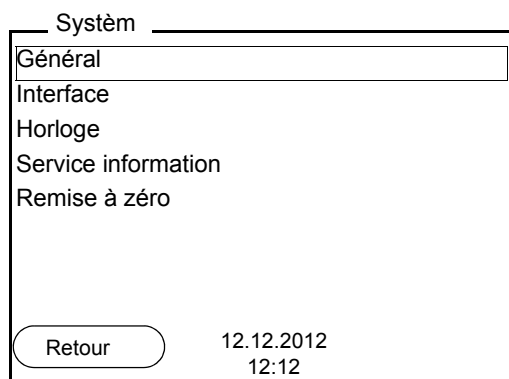 Systèm
Général
Interface
Horloge
Service information
Remise à zéro
Retour
12.12.2012
12:12